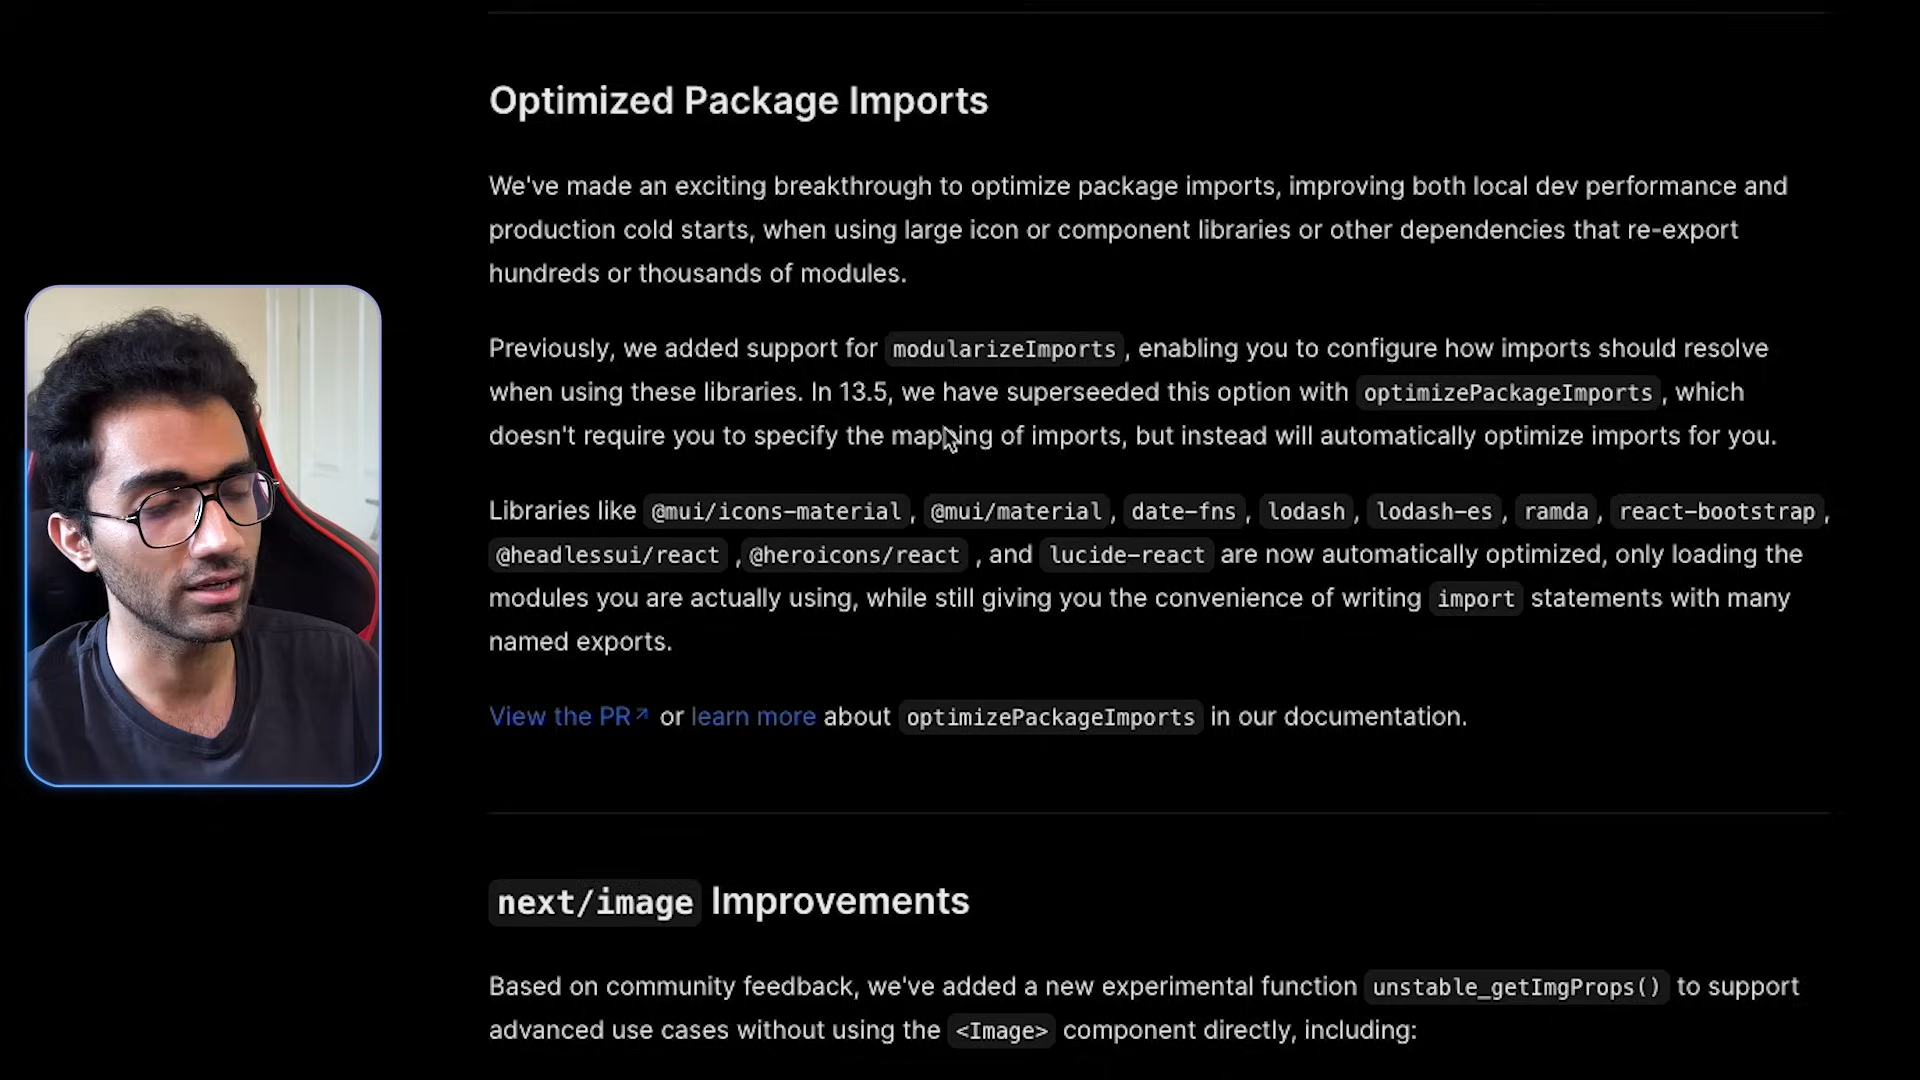 Optimized Package Imports
We've made an exciting breakthrough to optimize package imports, improving both local dev performance and
production cold starts, when using large icon or component libraries or other dependencies that re-export
hundreds or thousands of modules.
Previously, we added support for modularizeImports, enabling you to configure how imports should resolve
when using these libraries. In 13.5, we have superseeded this option with optimizePackageImports, which
doesn't require you to specify the mapping of imports, but instead will automatically optimize imports for you.
Libraries like @mui/icons-material, @mui/material, date-fns, lodash, lodash-es, ramda, react-bootstrap,
@headlessui/react ,@heroicons/react , and lucide-react are now automatically optimized, only loading the
modules you are actually using, while still giving you the convenience of writing import statements with many
named exports.
View the PR↗ or learn more about optimizePackageImports in our documentation.
next/image Improvements
Based on community feedback, we've added a new experimental function unstable_getImgProps() to support
advanced use cases without using the <Image> component directly, including: